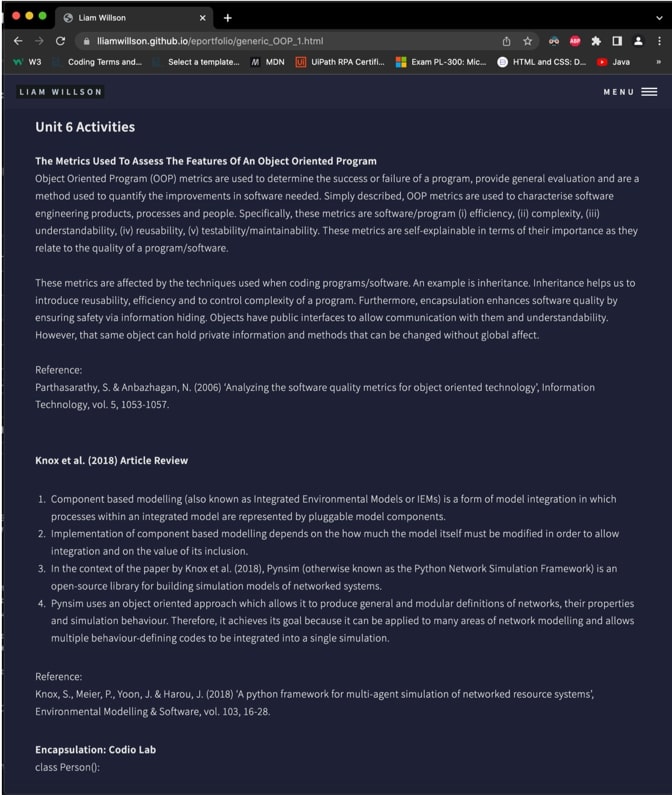 Liam Willson
lliamwillson.github.io/eportfolio/generic_OOP_1.html
W3 Coding Terms and... Select a template... MDN UiPath RPA Certifi... Exam PL-300: Mic... HTML and CSS: D... Java »
LIAM WILLSON
MENU
Unit 6 Activities
The Metrics Used To Assess The Features Of An Object Oriented Program
Object Oriented Program (OOP) metrics are used to determine the success or failure of a program, provide general evaluation and are a
method used to quantify the improvements in software needed. Simply described, OOP metrics are used to characterise software
engineering products, processes and people. Specifically, these metrics are software/program (i) efficiency, (ii) complexity, (iii)
understandability, (iv) reusability, (v) testability/maintainability. These metrics are self-explainable in terms of their importance as they
relate to the quality of a program/software.
These metrics are affected by the techniques used when coding programs/software. An example is inheritance. Inheritance helps us to
introduce reusability, efficiency and to control complexity of a program. Furthermore, encapsulation enhances software quality by
ensuring safety via information hiding. Objects have public interfaces to allow communication with them and understandability.
However, that same object can hold private information and methods that can be changed without global affect.
Reference:
Parthasarathy, S. & Anbazhagan, N. (2006) ‘Analyzing the software quality metrics for object oriented technology’, Information
Technology, vol. 5, 1053-1057.
Knox et al. (2018) Article Review
1. Component based modelling (also known as Integrated Environmental Models or IEMs) is a form of model integration in which
processes within an integrated model are represented by pluggable model components.
2. Implementation of component based modelling depends on the how much the model itself must be modified in order to allow
integration and on the value of its inclusion.
3. In the context of the paper by Knox et al. (2018), Pynsim (otherwise known as the Python Network Simulation Framework) is an
open-source library for building simulation models of networked systems.
4. Pynsim uses an object oriented approach which allows it to produce general and modular definitions of networks, their properties
and simulation behaviour. Therefore, it achieves its goal because it can be applied to many areas of network modelling and allows
multiple behaviour-defining codes to be integrated into a single simulation.
Reference:
Knox, S., Meier, P., Yoon, J. & Harou, J. (2018) ‘A python framework for multi-agent simulation of networked resource systems’,
Environmental Modelling & Software, vol. 103, 16-28.
Encapsulation: Codio Lab
class Person():